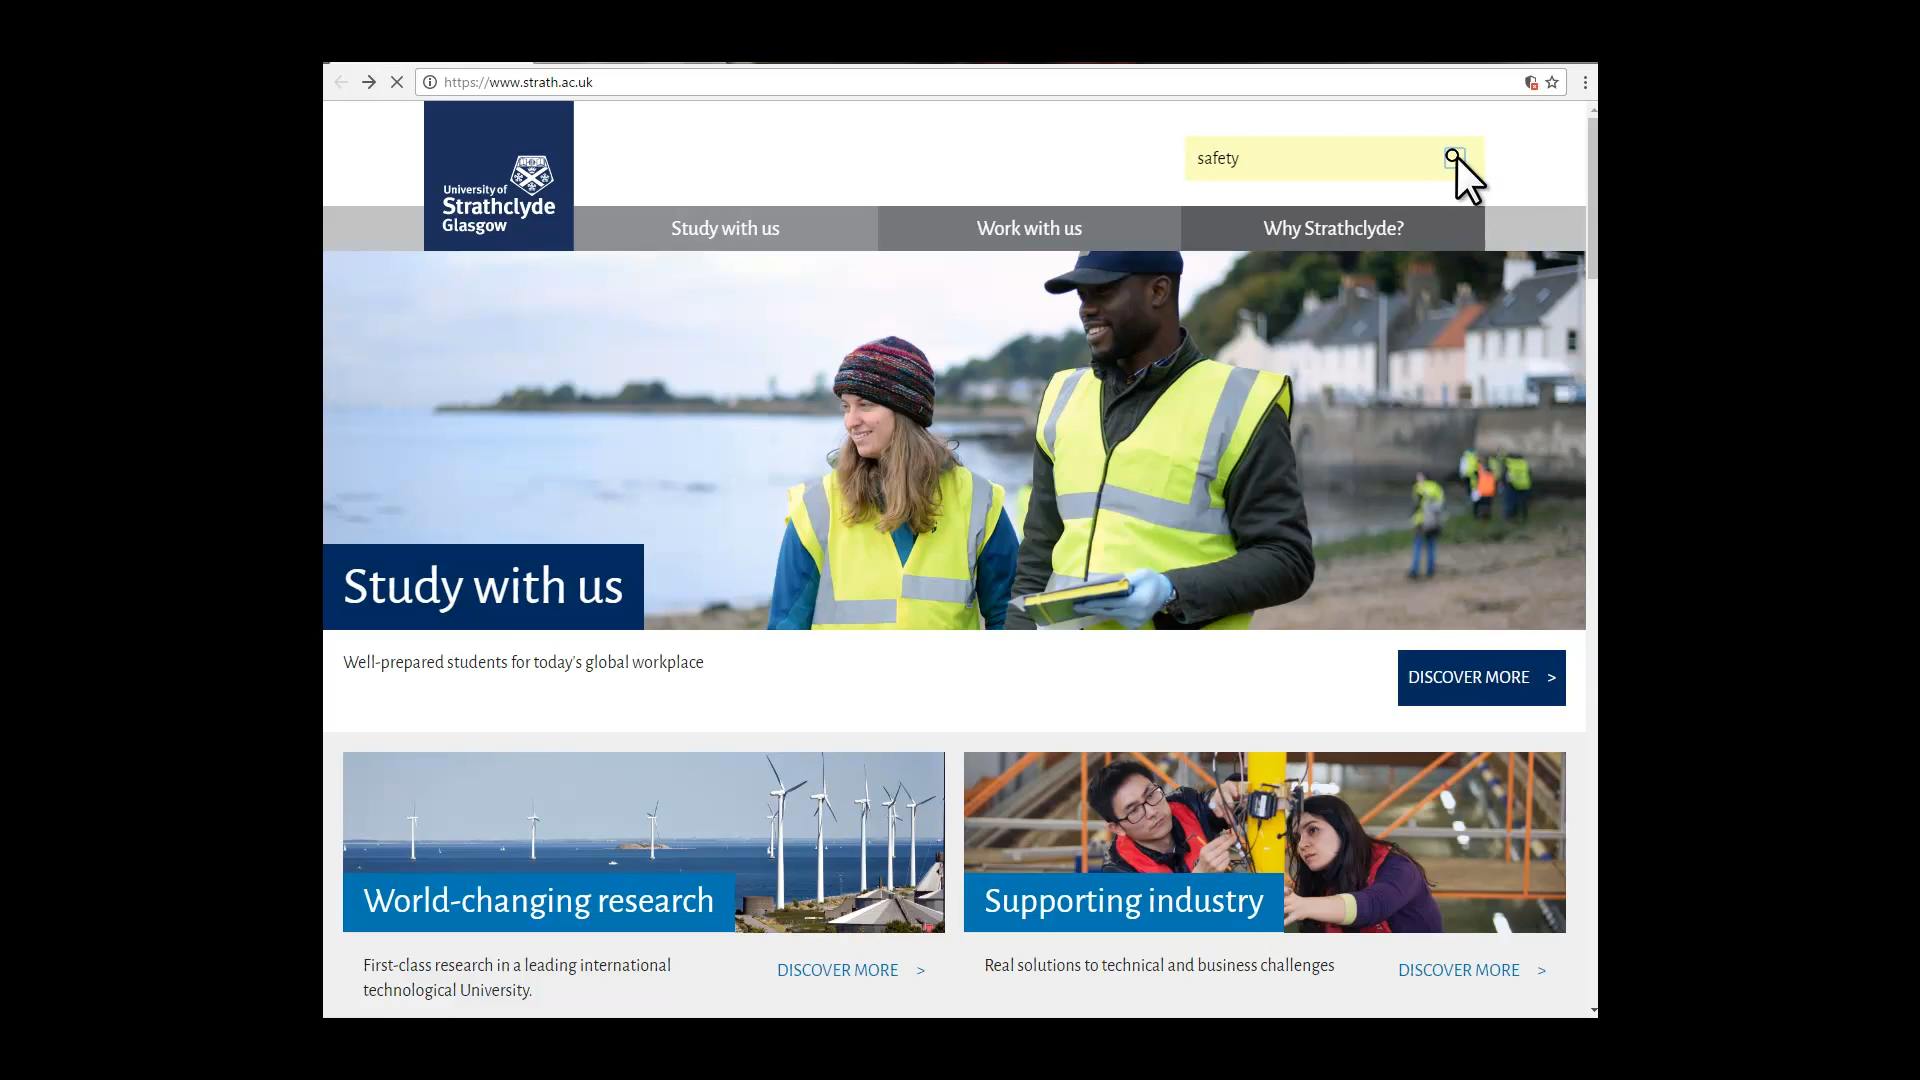 https://www.strath.ac.uk
safety
University of
Strathclyde
Glasgow
Study with us
Work with us
Why Strathclyde?
Study with us
Well-prepared students for today's global workplace
DISCOVER MORE >
World-changing research
Supporting industry
First-class research in a leading international
technological University.
DISCOVER MORE >
Real solutions to technical and business challenges
DISCOVER MORE >